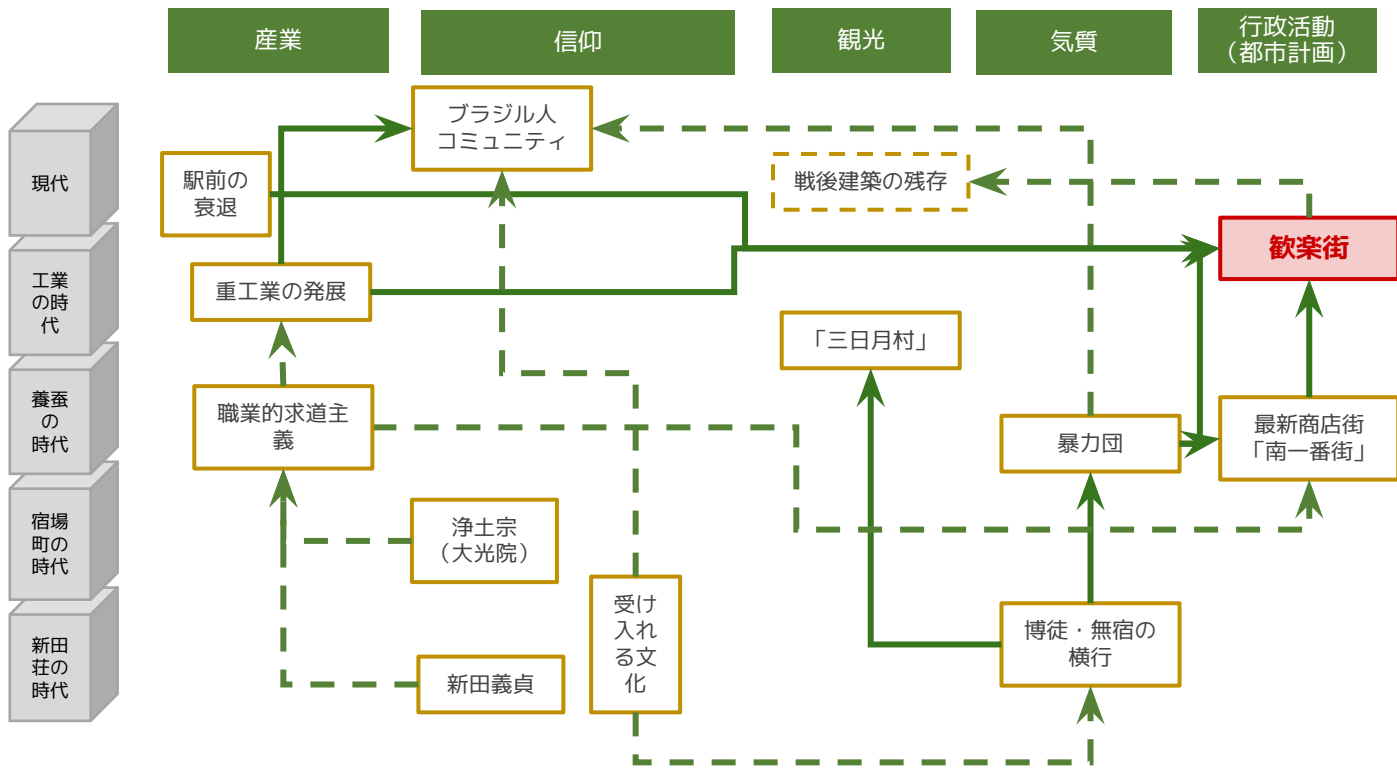 産業
信仰
観光
気質
行政活動
（都市計画）
現代
工業
の時
代
養蚕
の
時代
宿場
町の
時代
新田
荘の
時代
ブラジル人
コミュニティ
駅前の
衰退
戦後建築の残存
歓楽街
重工業の発展
「三日月村」
職業的求道主
義
暴力団
最新商店街
「南一番街」
浄土宗
（大光院）
受け
入れ
る文
化
博徒・無宿の
横行
新田義貞